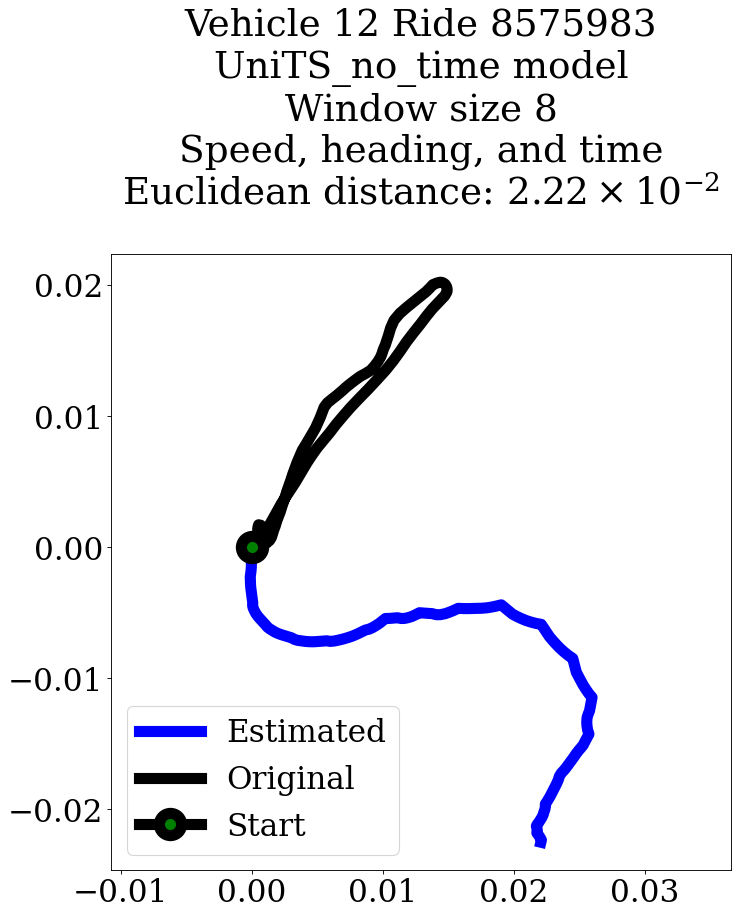 Vehicle 12 Ride 8575983
UniTS_no_time model
Window size 8
Speed, heading, and time
Euclidean distance: 2.22 × 10⁻²
0.02
0.01
0.00
−0.01
−0.02
Estimated
Original
Start
−0.01 0.00 0.01 0.02 0.03